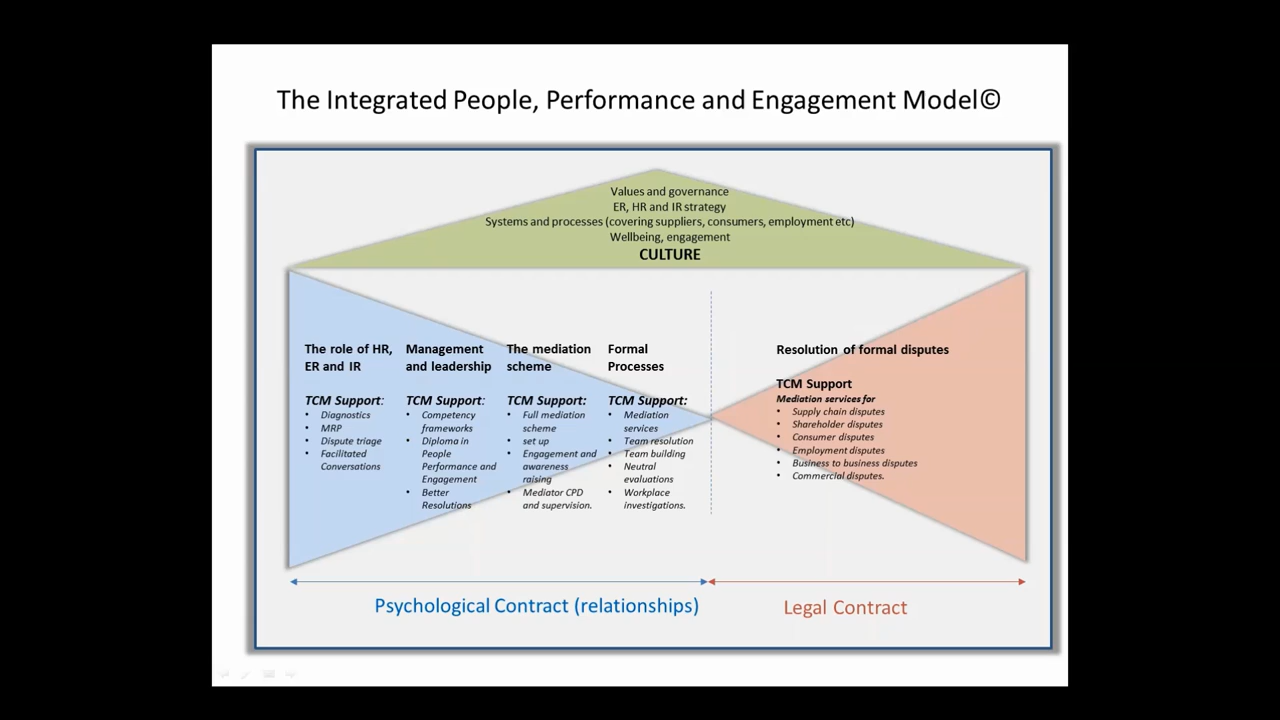 The Integrated People, Performance and Engagement Model©
Values and governance
ER, HR and IR strategy
Systems and processes (covering suppliers, consumers, employment etc)
Wellbeing, engagement
CULTURE
The role of HR,
ER and IR
TCM Support:
• Diagnostics
• MRP
• Dispute triage
• Facilitated
Conversations
Management
and leadership
TCM Support:
• Competency
frameworks
• Diploma in
People
Performance and
Engagement
• Better
Resolutions
The mediation
scheme
TCM Support:
• Full mediation
scheme
• set up
• Engagement and
awareness
raising
• Mediator CPD
and supervision.
Formal
Processes
TCM Support:
• Mediation
services
• Team resolution
• Team building
• Neutral
evaluations
• Workplace
investigations.
Resolution of formal disputes
TCM Support
Mediation services for
• Supply chain disputes
• Shareholder disputes
• Consumer disputes
• Employment disputes
• Business to business disputes
• Commercial disputes.
Psychological Contract (relationships)
Legal Contract